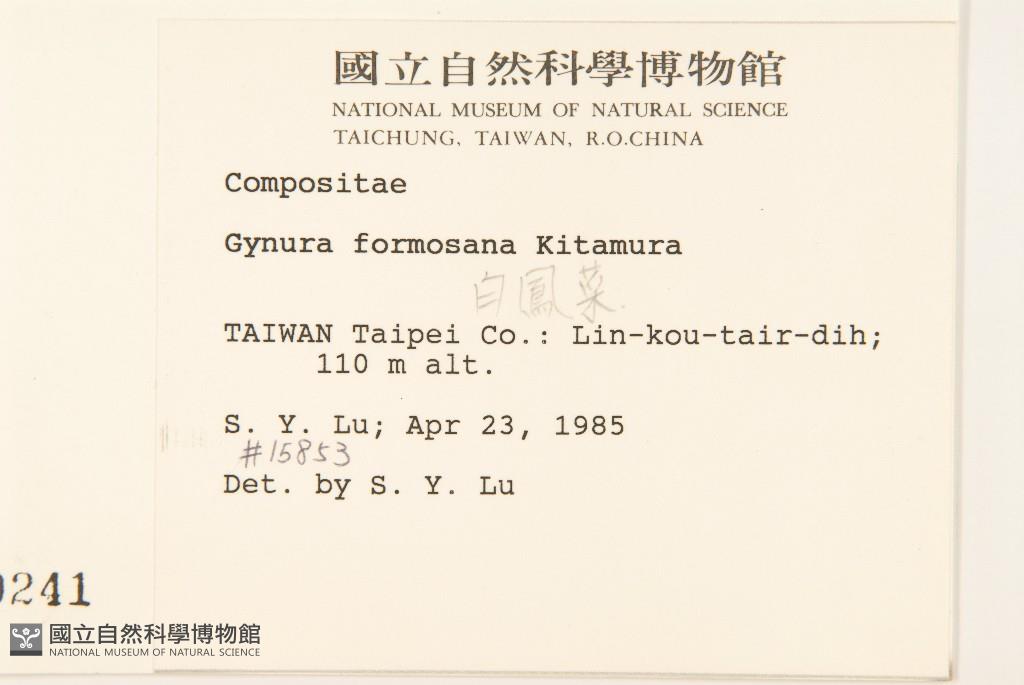 國立自然科學博物館
NATIONAL MUSEUM OF NATURAL SCIENCE
TAICHUNG, TAIWAN, R.O.CHINA
Compositae
Gynura formosana Kitamura
白鳳菜.
TAIWAN Taipei Co.: Lin-kou-tair-dih;
110 m alt.
S. Y. Lu; Apr 23, 1985
#15853
Det. by S. Y. Lu
241
國立自然科學博物館
NATIONAL MUSEUM OF NATURAL SCIENCE